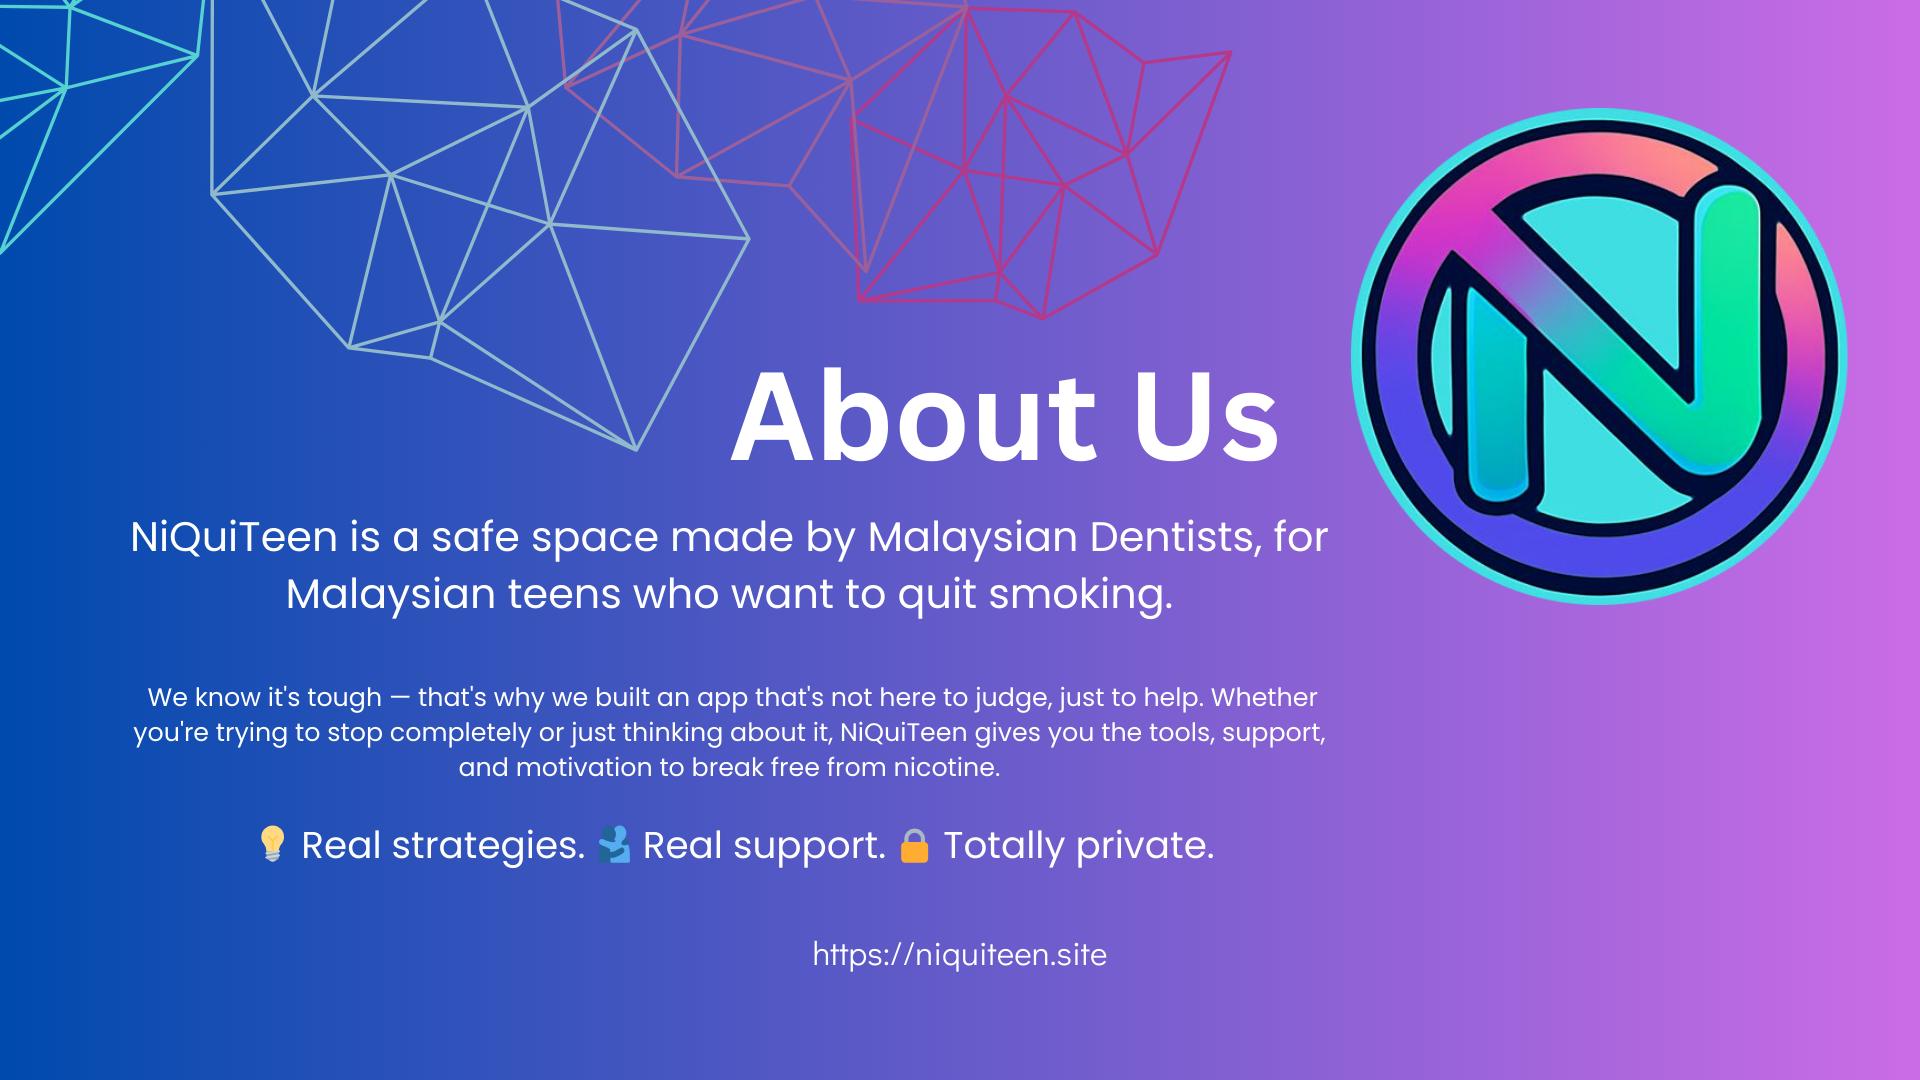 About Us
NiQuiTeen is a safe space made by Malaysian Dentists, for
Malaysian teens who want to quit smoking.
We know it's tough — that's why we built an app that's not here to judge, just to help. Whether
you're trying to stop completely or just thinking about it, NiQuiTeen gives you the tools, support,
and motivation to break free from nicotine.
💡 Real strategies. 🫂 Real support. 🔒 Totally private.
https://niquiteen.site